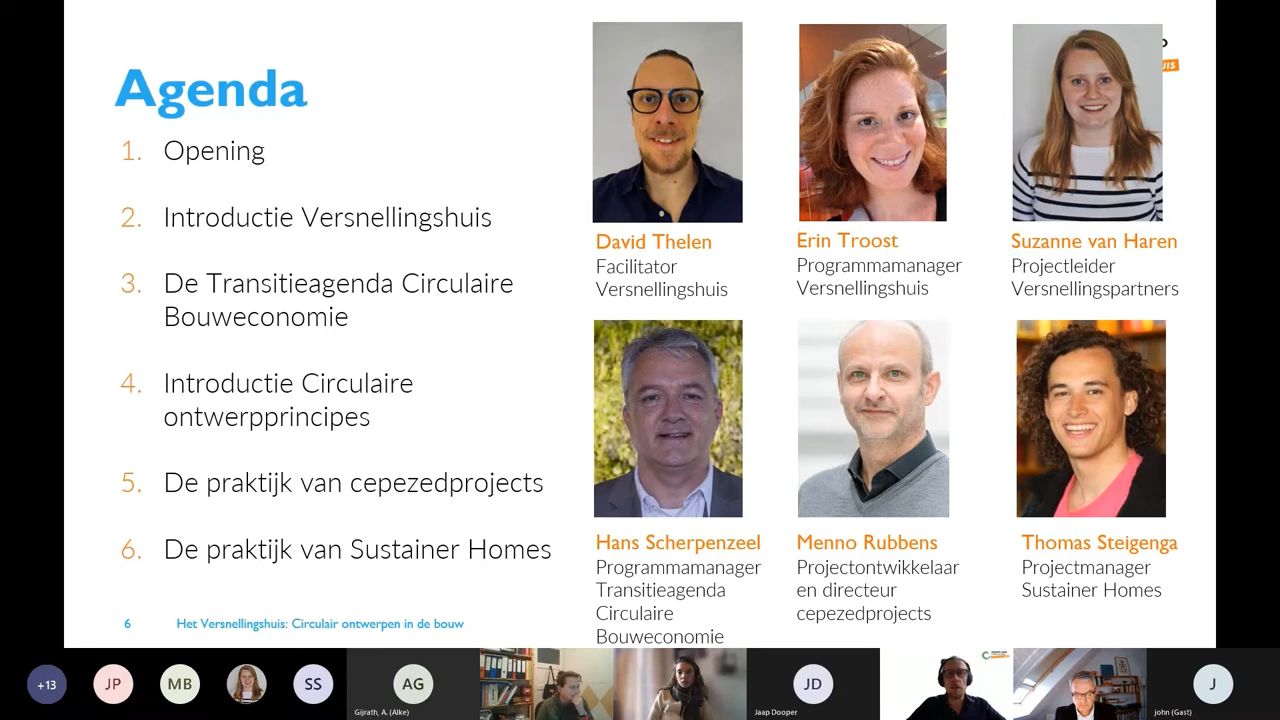 Agenda
1. Opening
2. Introductie Versnellingshuis
3. De Transitieagenda Circulaire
Bouweconomie
4. Introductie Circulaire
ontwerpprincipes
5. De praktijk van cepezedprojects
6. De praktijk van Sustainer Homes
David Thelen
Facilitator
Versnellingshuis
Erin Troost
Programmamanager
Versnellingshuis
Suzanne van Haren
Projectleider
Versnellingspartners
Hans Scherpenzeel
Programmamanager
Transitieagenda
Circulaire
Bouweconomie
Menno Rubbens
Projectontwikkelaar
en directeur
cepezedprojects
Thomas Steigenga
Projectmanager
Sustainer Homes
6 Het Versnellingshuis: Circulair ontwerpen in de bouw
+13
JP
MB
SS
AG
Gijrath, A. (Alke)
JD
Jaap Dooper
J
john (Gast)